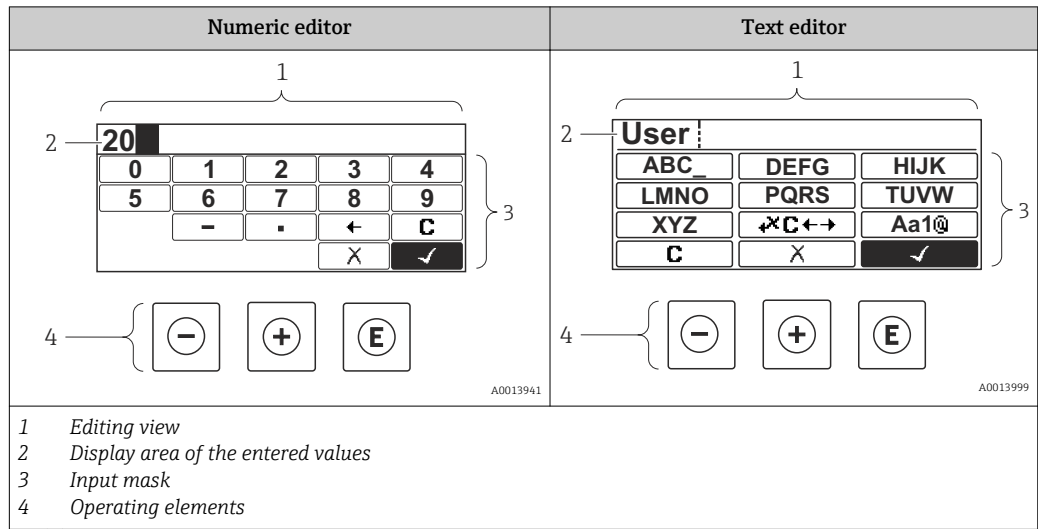 Numeric editor
1
2
20
0 1 2 3 4
5 6 7 8 9
- . ← C
X ✓
3
4
- + E
A0013941
Text editor
1
2
User
ABC_ DEFG HIJK
LMNO PQRS TUVW
XYZ ↶×C←→ Aa1@
C X ✓
3
4
- + E
A0013999
1 Editing view
2 Display area of the entered values
3 Input mask
4 Operating elements